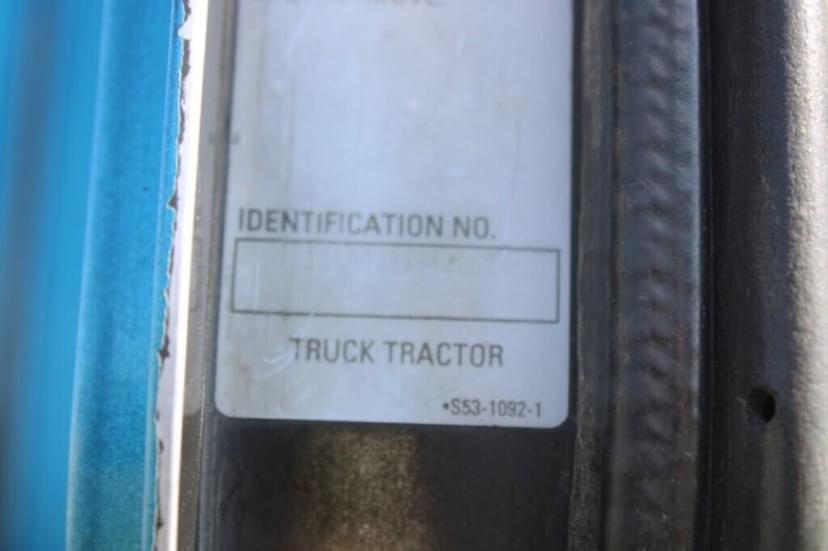 IDENTIFICATION NO.
TRUCK TRACTOR
•S53-1092-1